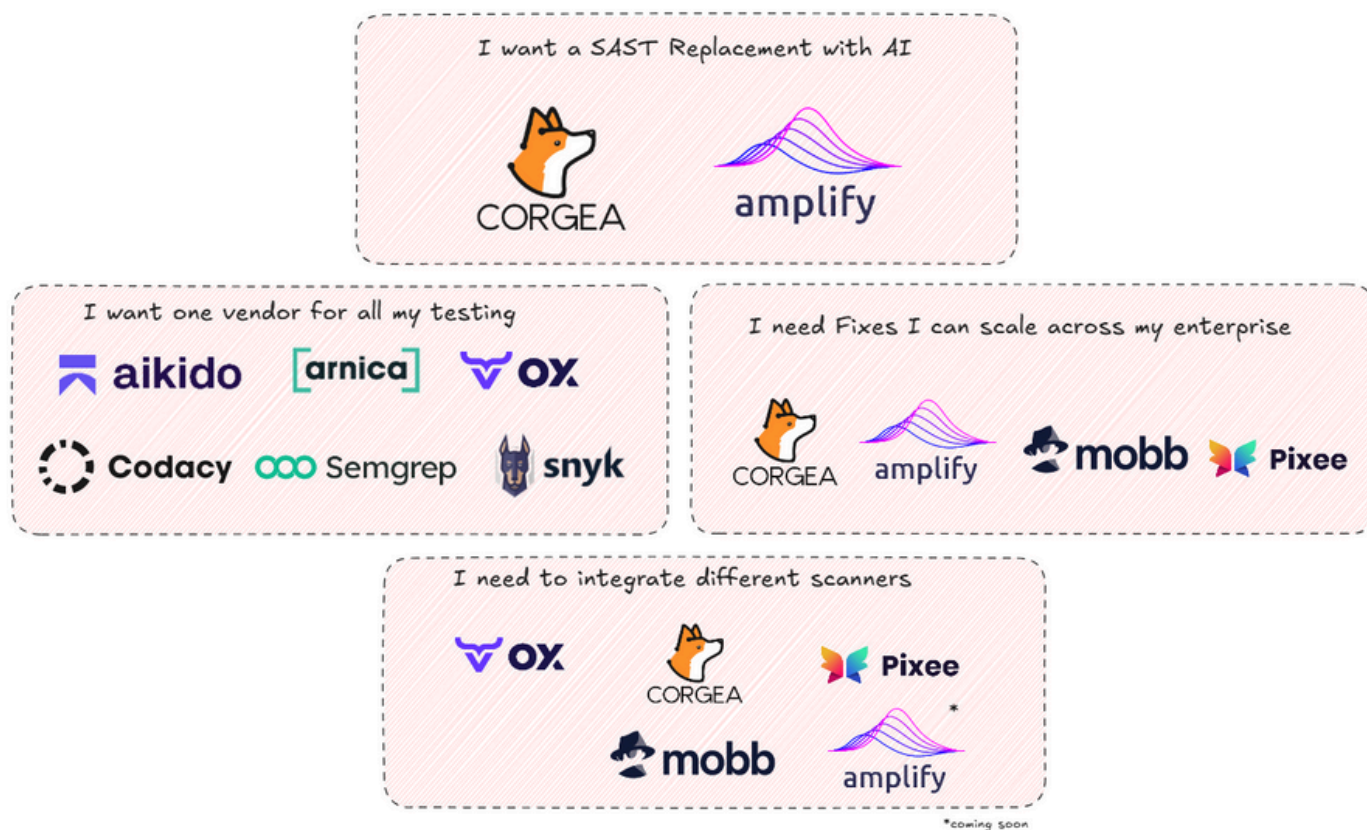 I want a SAST Replacement with AI
CORGEA
amplify
I want one vendor for all my testing
aikido
[arnica]
OX
Codacy
Semgrep
snyk
I need Fixes I can scale across my enterprise
CORGEA
amplify
mobb
Pixee
I need to integrate different scanners
OX
CORGEA
Pixee
*
mobb
amplify
*coming soon